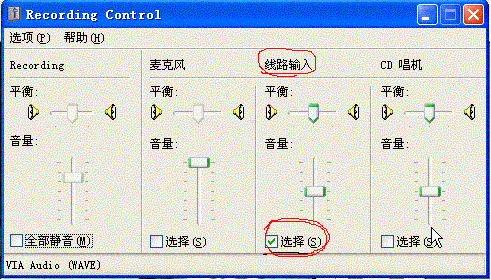 Recording Control
选项(P) 帮助(H)
Recording 麦克风 线路输入 CD 唱机
平衡: 平衡: 平衡: 平衡:
音量: 音量: 音量: 音量:
全部静音(M) 选择(S) 选择(S) 选择(S)
VIA Audio (WAVE)